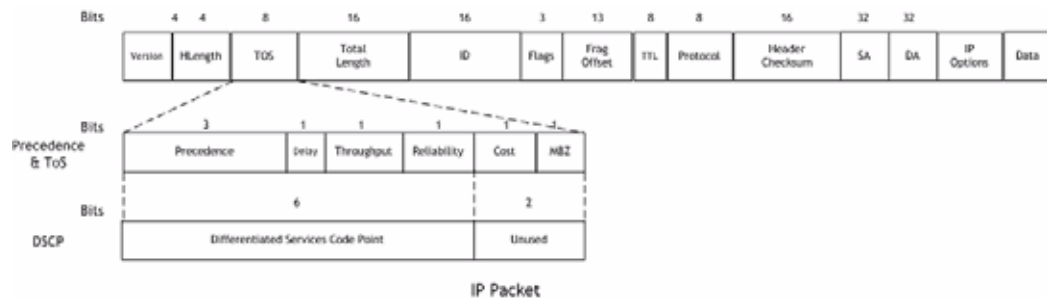 Bits 4 4 8 16 16 3 13 8 8 16 32 32
Version HLength TOS Total Length ID Flags Frag Offset TTL Protocol Header Checksum SA DA IP Options Data
Bits 3 1 1 1 1 1
Precedence & ToS Precedence Delay Throughput Reliability Cost MBZ
Bits 6 2
DSCP Differentiated Services Code Point Unused
IP Packet